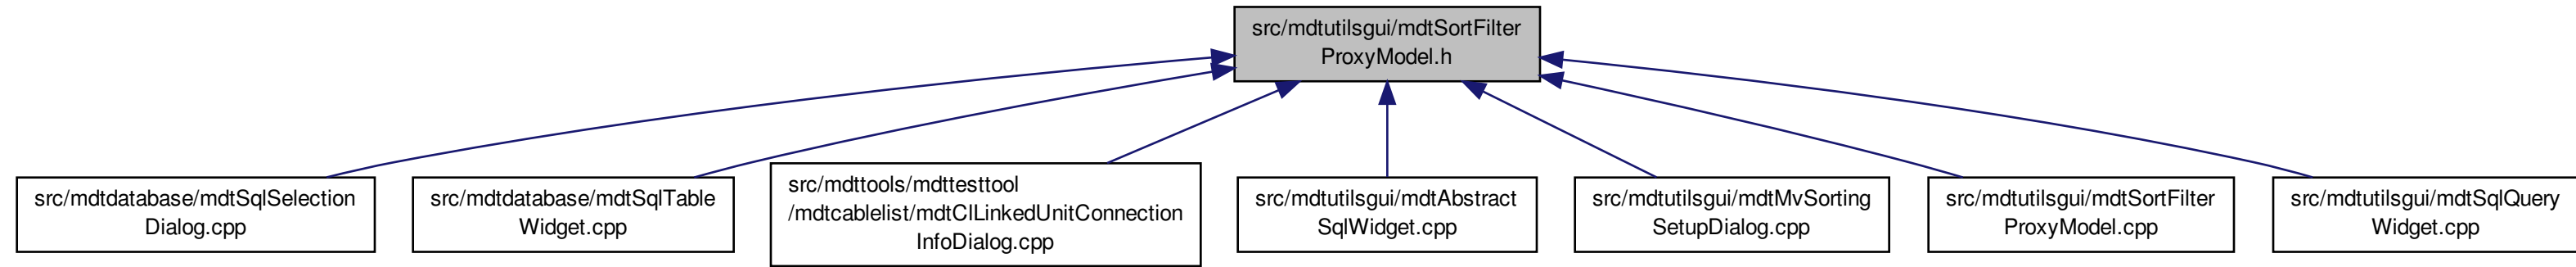 src/mdtutilsgui/mdtSortFilter
ProxyModel.h
src/mdtdatabase/mdtSqlSelection
Dialog.cpp
src/mdtdatabase/mdtSqlTable
Widget.cpp
src/mdttools/mdttesttool
/mdtcablelist/mdtClLinkedUnitConnection
InfoDialog.cpp
src/mdtutilsgui/mdtAbstract
SqlWidget.cpp
src/mdtutilsgui/mdtMvSorting
SetupDialog.cpp
src/mdtutilsgui/mdtSortFilter
ProxyModel.cpp
src/mdtutilsgui/mdtSqlQuery
Widget.cpp